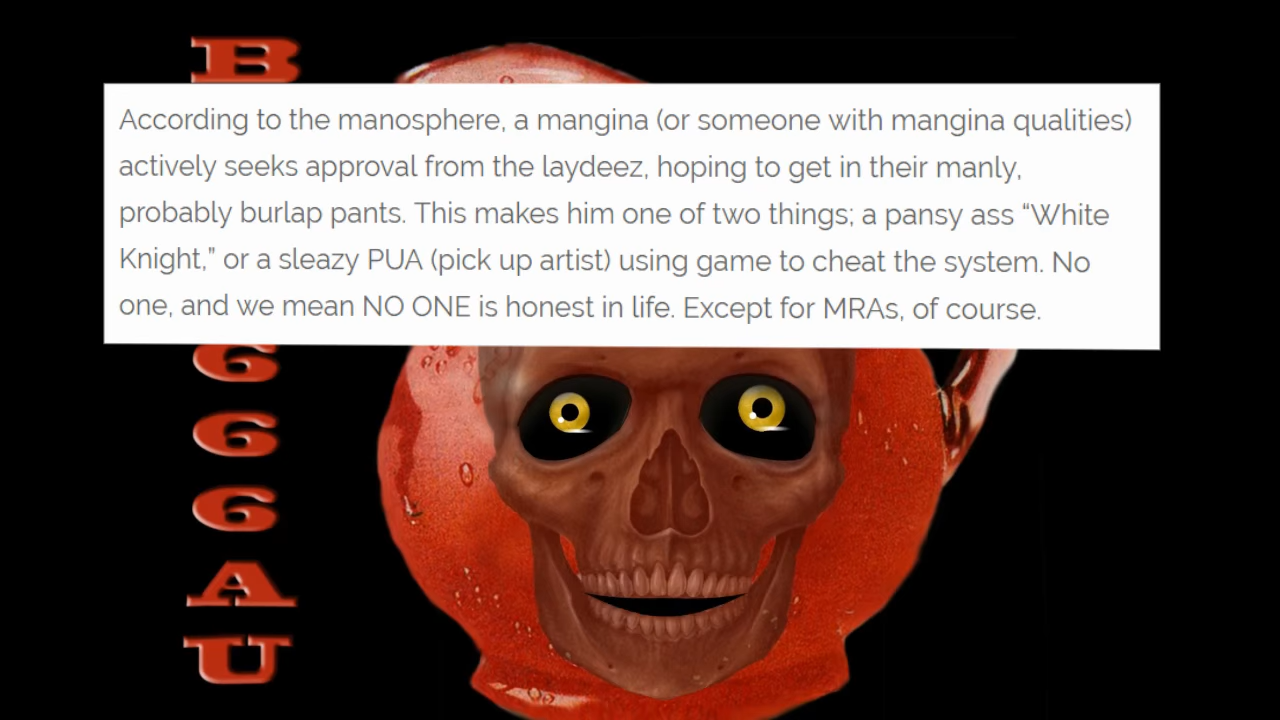 B
According to the manosphere, a mangina (or someone with mangina qualities)
actively seeks approval from the laydeez, hoping to get in their manly,
probably burlap pants. This makes him one of two things; a pansy ass “White
Knight,” or a sleazy PUA (pick up artist) using game to cheat the system. No
one, and we mean NO ONE is honest in life. Except for MRAs, of course.
6
6
6
A
U